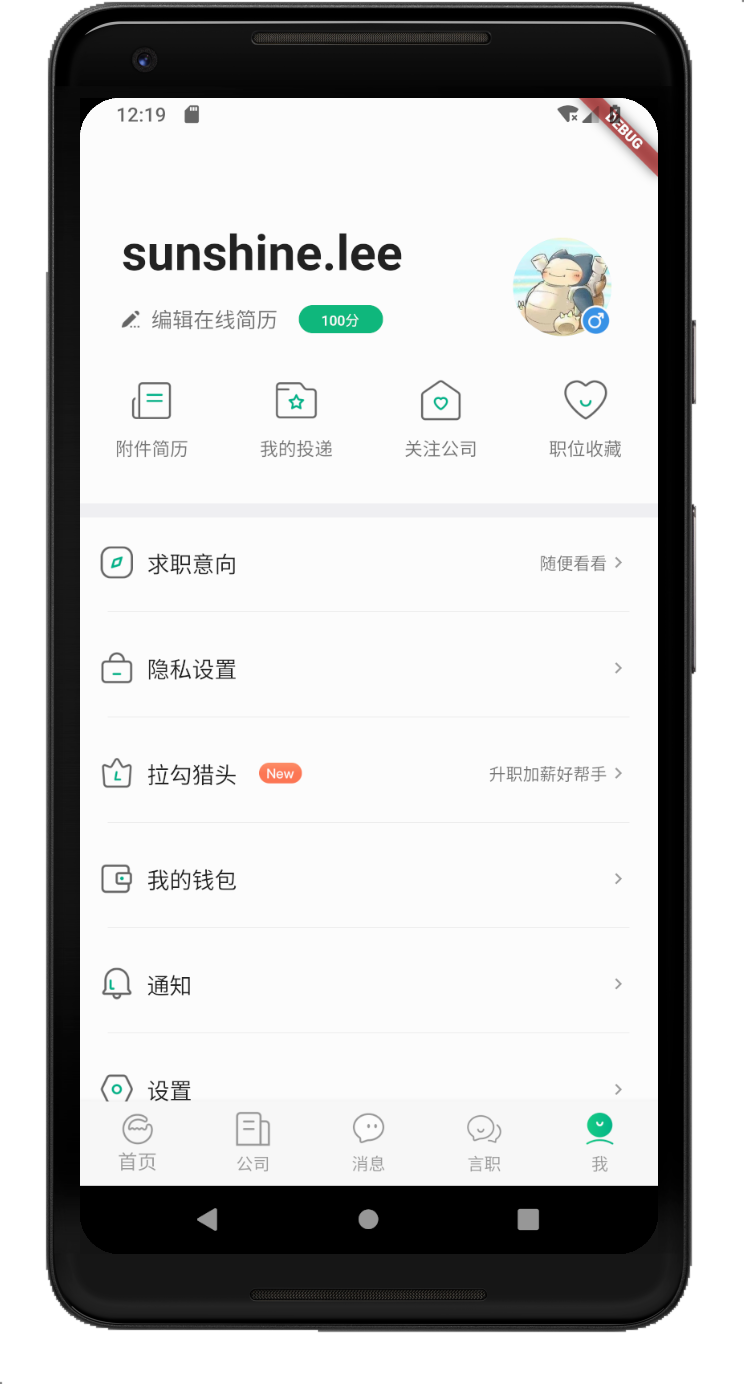 12:19
DEBUG
sunshine.lee
编辑在线简历 100分
附件简历 我的投递 关注公司 职位收藏
求职意向 随便看看
隐私设置
拉勾猎头 New 升职加薪好帮手
我的钱包
通知
设置
首页 公司 消息 言职 我